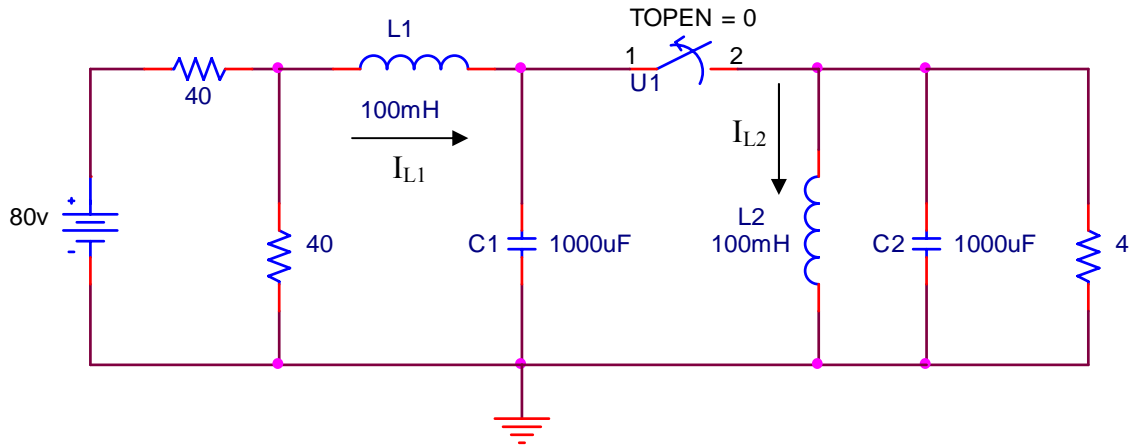 TOPEN = 0
L1
1
2
U1
40
100mH
I_L1
I_L2
80v
+
-
40
C1
1000uF
L2
100mH
C2
1000uF
4